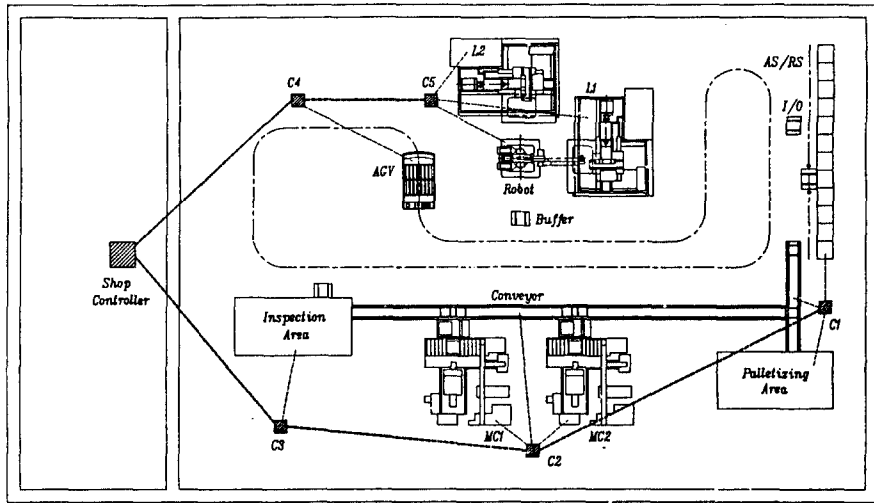 L2
AS/RS
C4
C5
L1
I/O
AGV
Robot
Buffer
Shop
Controller
Conveyor
Inspection
Area
C1
Palletizing
Area
C3
MC1
C2
MC2